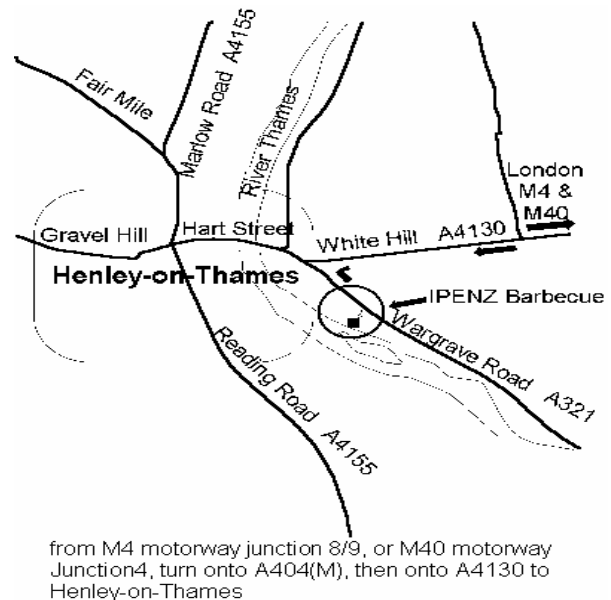 Fair Mile
Marlow Road A4155
River Thames
London
M4 &
M40
Gravel Hill
Hart Street
White Hill A4130
Henley-on-Thames
IPENZ Barbecue
Wargrave Road A321
Reading Road A4155
from M4 motorway junction 8/9, or M40 motorway
Junction4, turn onto A404(M), then onto A4130 to
Henley-on-Thames